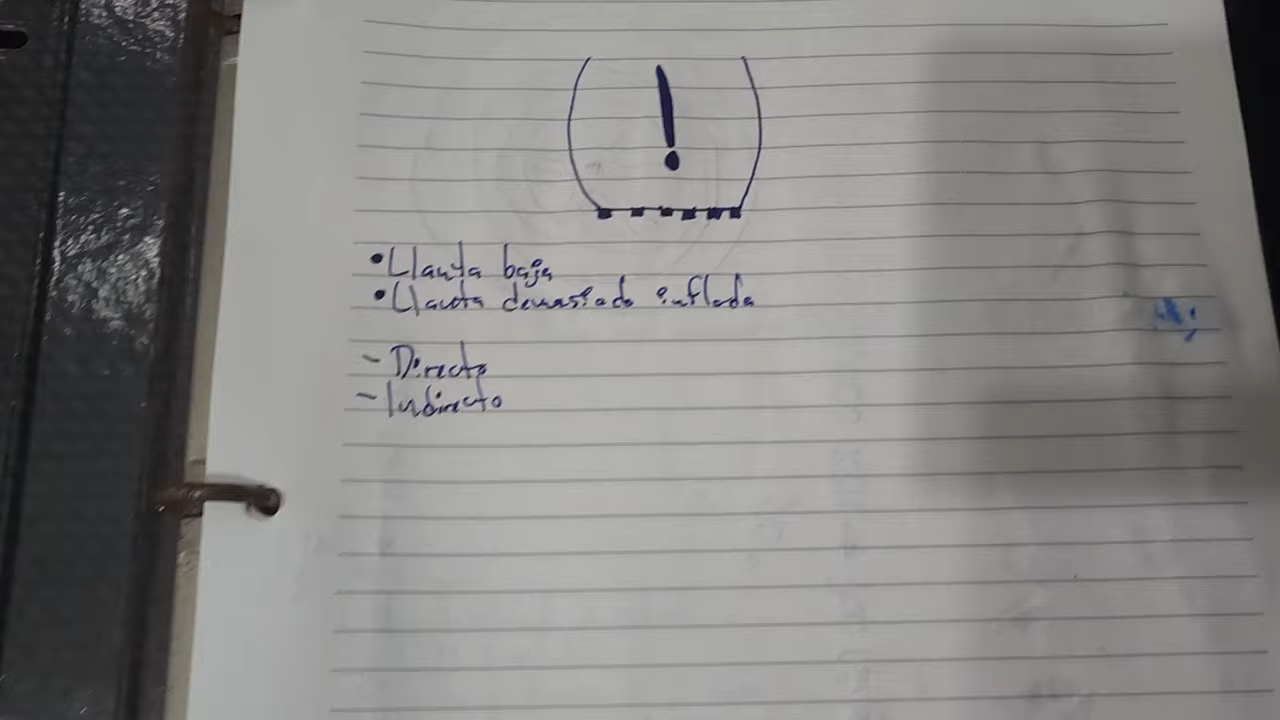 !
•Llanta baja
•Llanta demasiado inflada
- Directo
- Indirecto